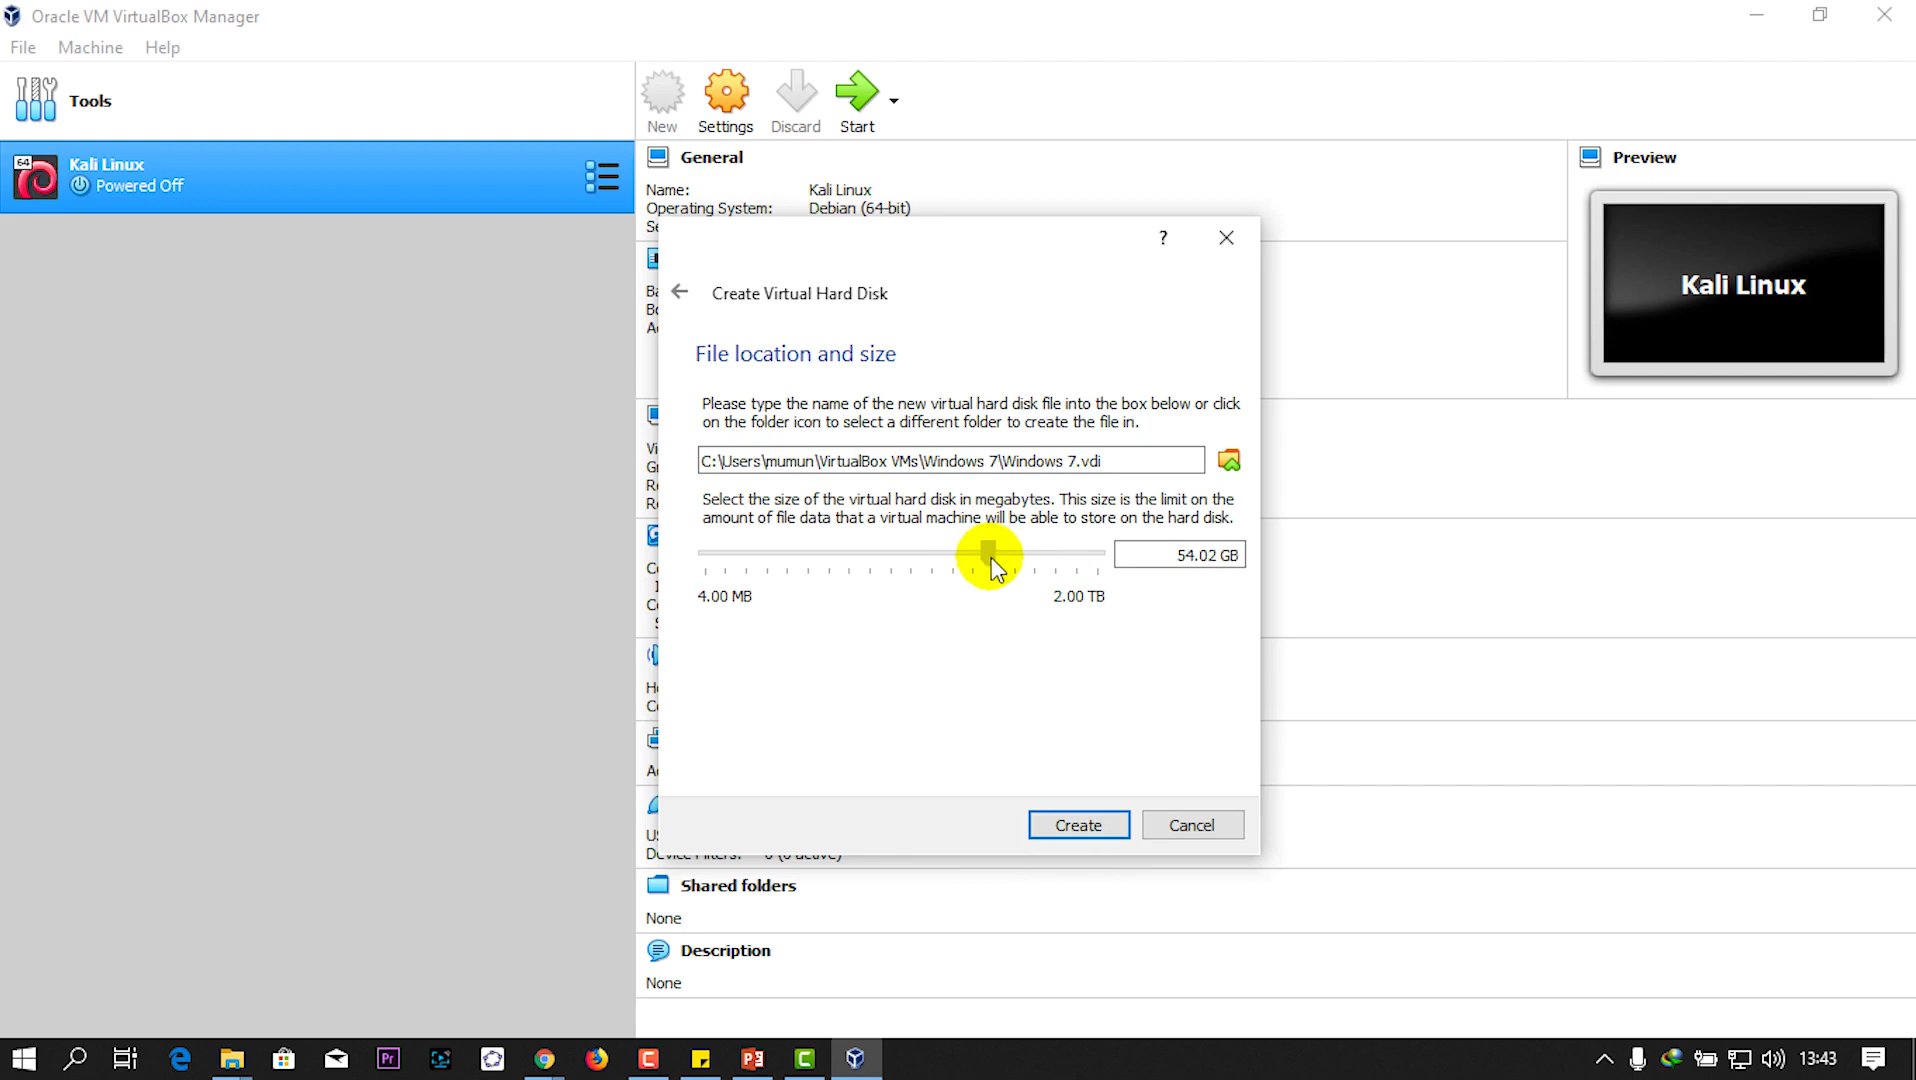 Oracle VM VirtualBox Manager
File Machine Help
Tools
New Settings Discard Start
64
Kali Linux
Powered Off
General
Name: Kali Linux
Operating System: Debian (64-bit)
Preview
Kali Linux
?
Create Virtual Hard Disk
File location and size
Please type the name of the new virtual hard disk file into the box below or click
on the folder icon to select a different folder to create the file in.
C:\Users\mumun\VirtualBox VMs\Windows 7\Windows 7.vdi
Select the size of the virtual hard disk in megabytes. This size is the limit on the
amount of file data that a virtual machine will be able to store on the hard disk.
54.02 GB
4.00 MB 2.00 TB
Create Cancel
Shared folders
None
Description
None
Pr
13:43